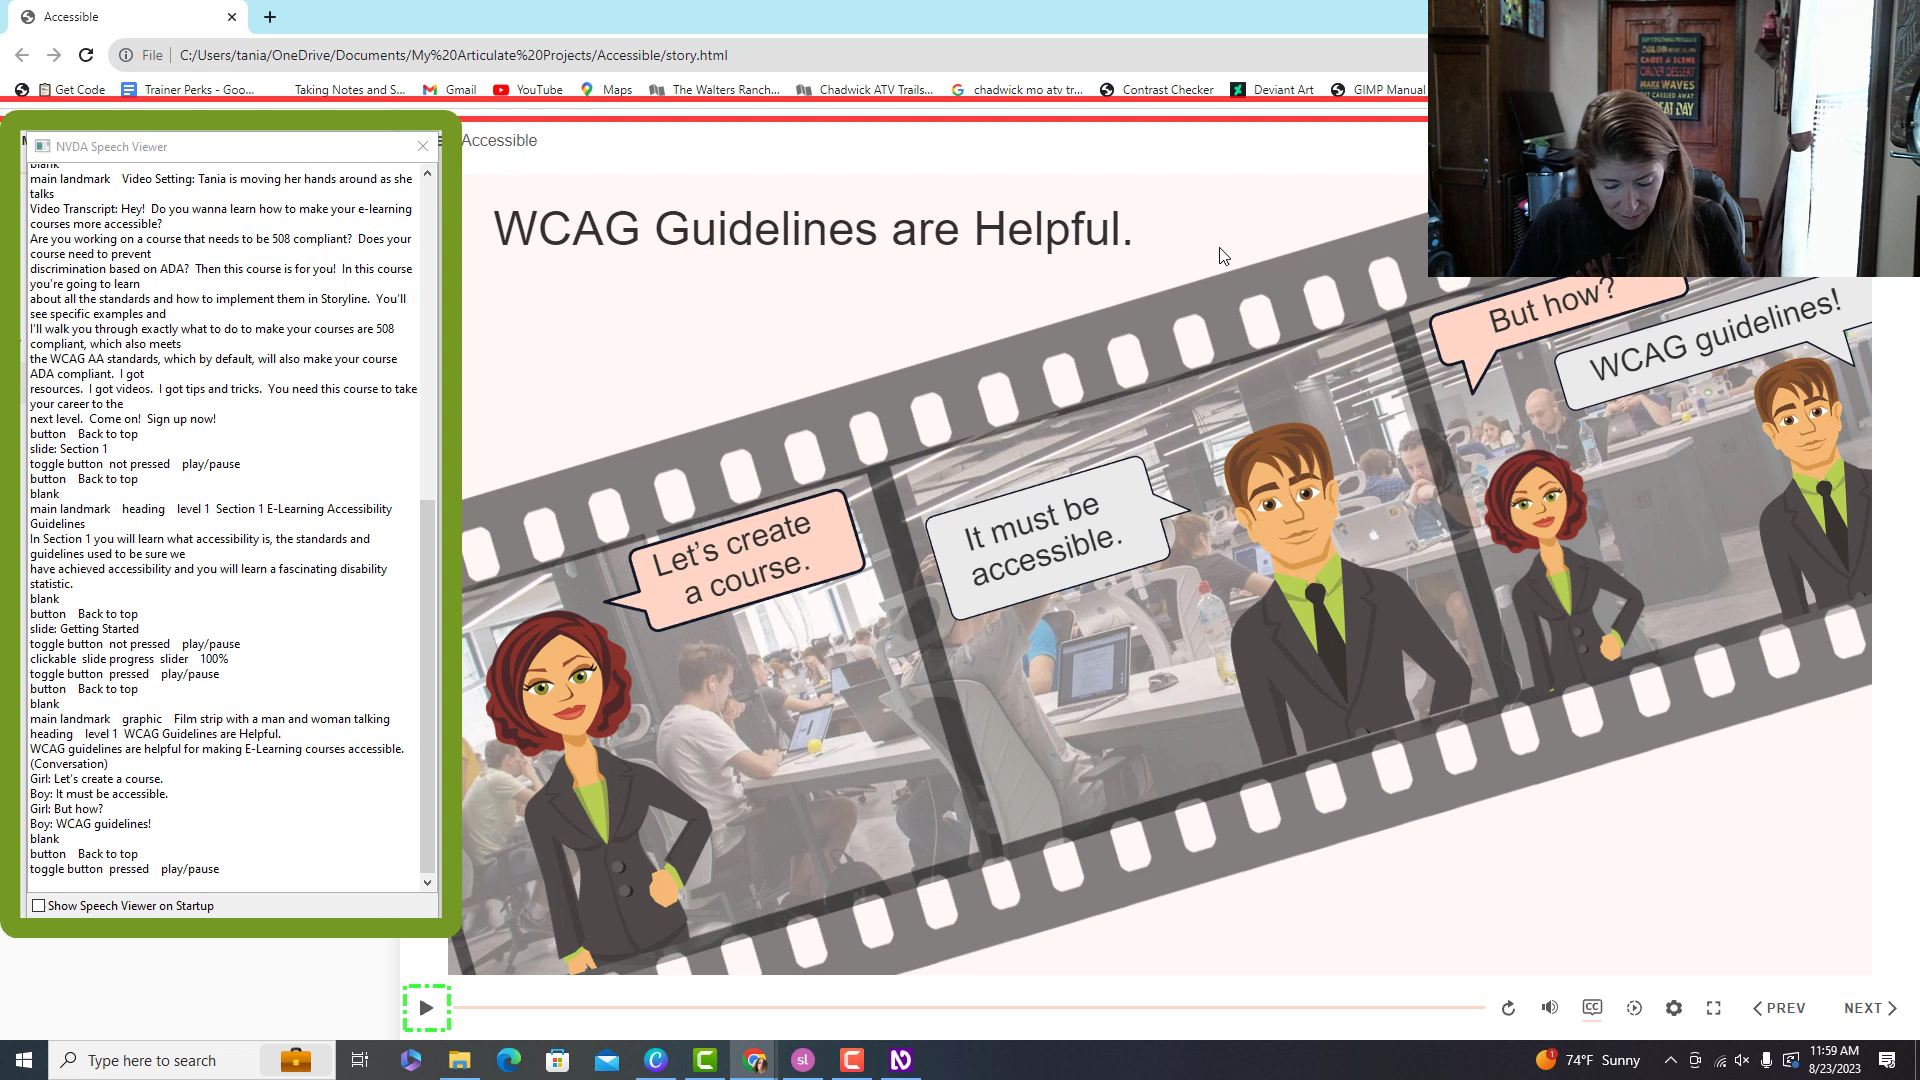 Accessible
File
C:/Users/tania/OneDrive/Documents/My%20Articulate%20Projects/Accessible/story.html
Get Code
Trainer Perks - Goo...
Taking Notes and S...
Gmail
YouTube
Maps
The Walters Ranch...
Chadwick ATV Trails...
chadwick mo atv tr...
Contrast Checker
Deviant Art
GIMP Manual
CAUSE A SCENE
ORDER DESSERT
MAKE WAVES
GET CARRIED AWAY
NVDA Speech Viewer
blank
main landmark    Video Setting: Tania is moving her hands around as she
talks
Video Transcript: Hey!  Do you wanna learn how to make your e-learning
courses more accessible?
Are you working on a course that needs to be 508 compliant?  Does your
course need to prevent
discrimination based on ADA?  Then this course is for you!  In this course
you're going to learn
about all the standards and how to implement them in Storyline.  You'll
see specific examples and
I'll walk you through exactly what to do to make your courses are 508
compliant, which also meets
the WCAG AA standards, which by default, will also make your course
ADA compliant.  I got
resources.  I got videos.  I got tips and tricks.  You need this course to take
your career to the
next level.  Come on!  Sign up now!
button    Back to top
slide: Section 1
toggle button  not pressed    play/pause
button    Back to top
blank
main landmark    heading    level 1  Section 1 E-Learning Accessibility
Guidelines
In Section 1 you will learn what accessibility is, the standards and
guidelines used to be sure we
have achieved accessibility and you will learn a fascinating disability
statistic.
blank
button    Back to top
slide: Getting Started
toggle button  not pressed    play/pause
clickable  slide progress  slider    100%
toggle button  pressed    play/pause
button    Back to top
blank
main landmark    graphic    Film strip with a man and woman talking
heading    level 1  WCAG Guidelines are Helpful.
WCAG guidelines are helpful for making E-Learning courses accessible.
(Conversation)
Girl: Let's create a course.
Boy: It must be accessible.
Girl: But how?
Boy: WCAG guidelines!
blank
button    Back to top
toggle button  pressed    play/pause
Show Speech Viewer on Startup
Accessible
WCAG Guidelines are Helpful.
Let's create
a course.
It must be
accessible.
But how?
WCAG guidelines!
CC
PREV
NEXT
Type here to search
sl
74°F Sunny
11:59 AM
8/23/2023